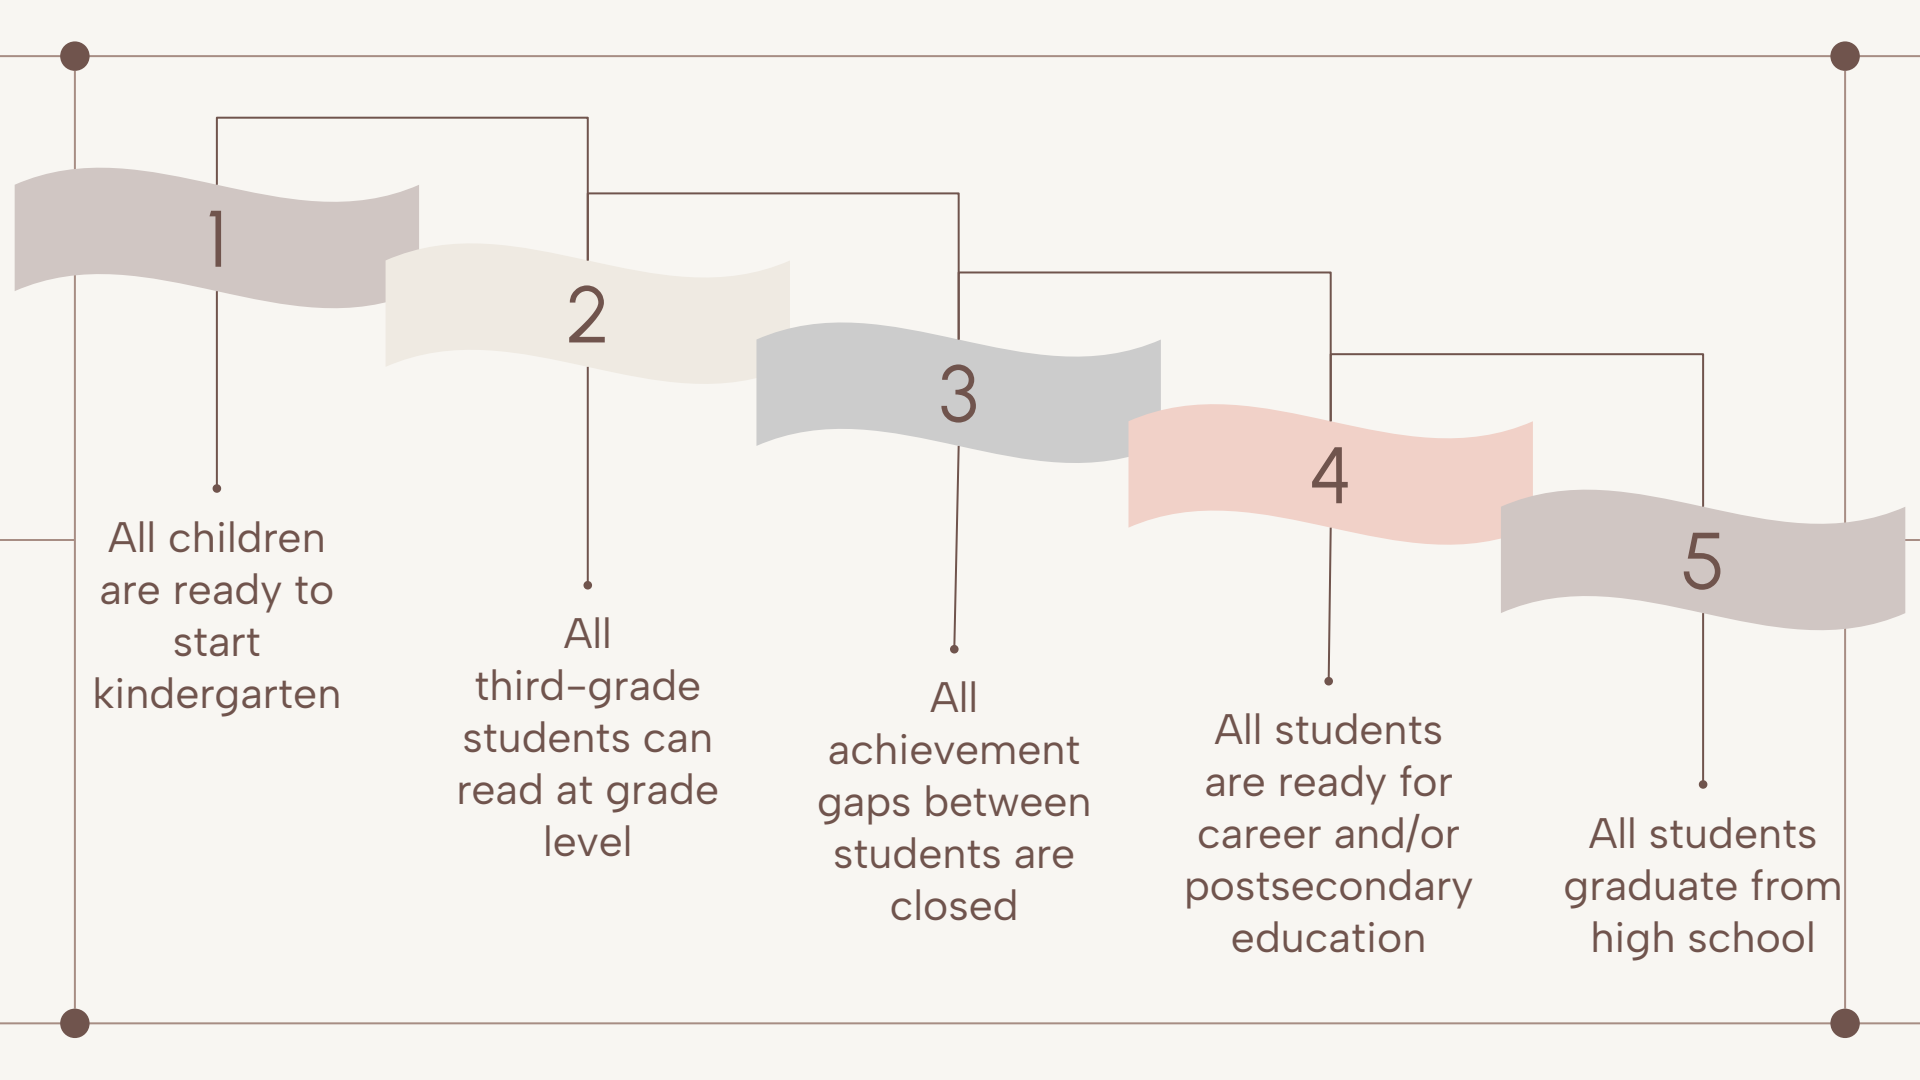 1
All children
are ready to
start
kindergarten
2
All
third-grade
students can
read at grade
level
3
All
achievement
gaps between
students are
closed
4
All students
are ready for
career and/or
postsecondary
education
5
All students
graduate from
high school